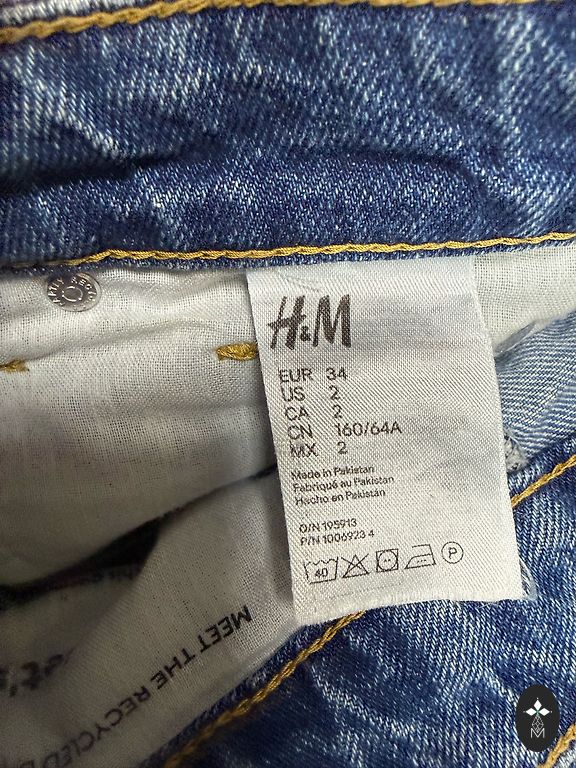 H&M
EUR 34
US 2
CA 2
CN 160/64A
MX 2
Made in Pakistan
Fabriqué au Pakistan
Hecho en Pakistán
O/N 195913
P/N 1006923 4
40
P
MEET THE RECYCLED
M